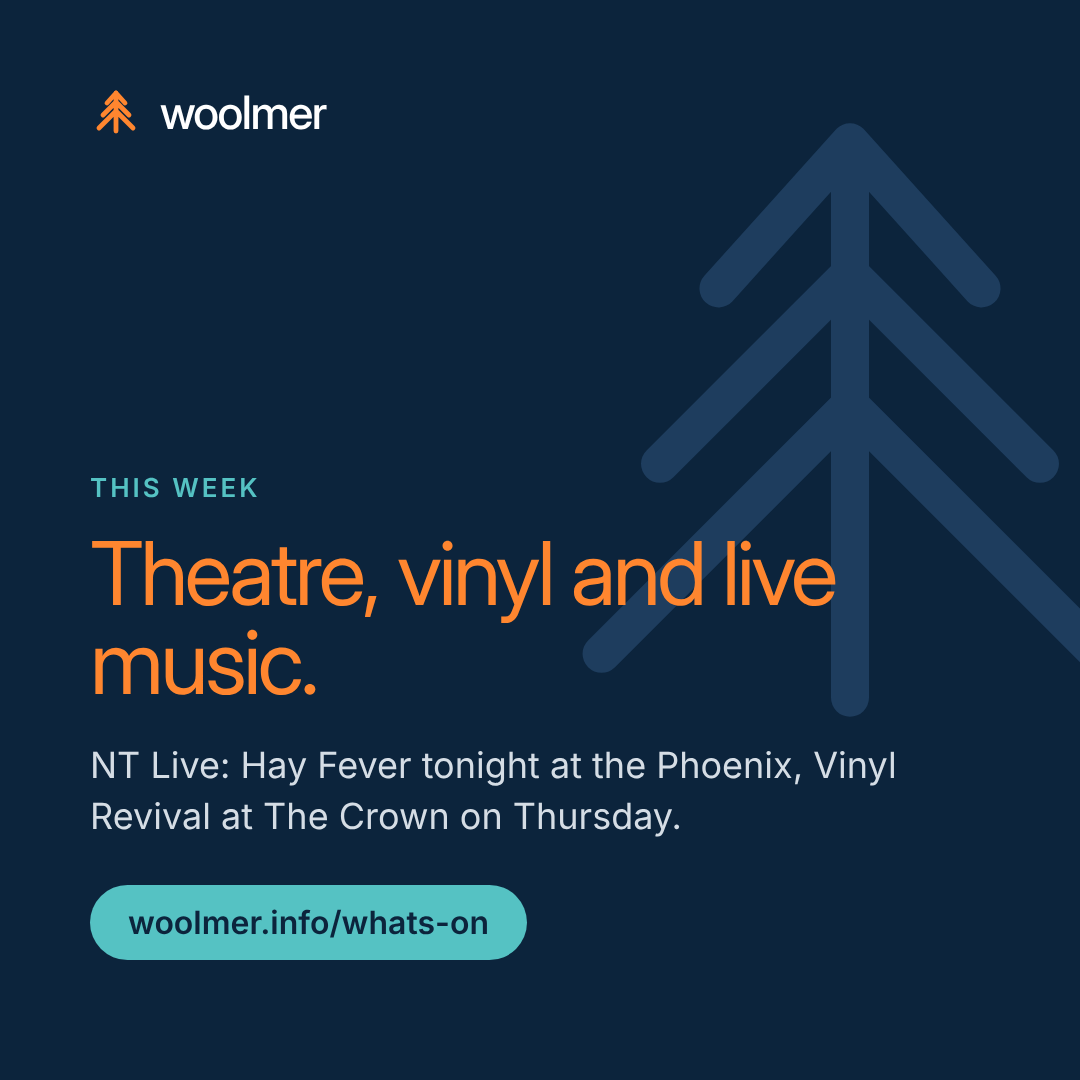 woolmer
THIS WEEK
Theatre, vinyl and live
music.
NT Live: Hay Fever tonight at the Phoenix, Vinyl
Revival at The Crown on Thursday.
woolmer.info/whats-on